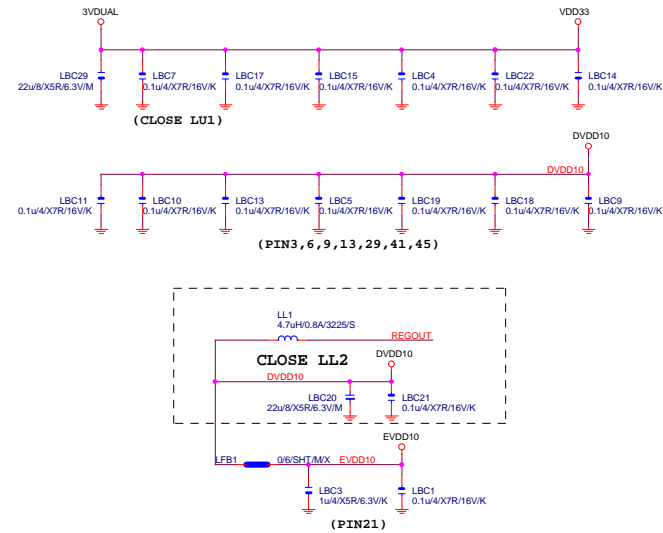 3VDUAL
VDD33
LBC29
22u/8/X5R/6.3V/M
LBC7
0.1u/4/X7R/16V/K
LBC17
0.1u/4/X7R/16V/K
LBC15
0.1u/4/X7R/16V/K
LBC4
0.1u/4/X7R/16V/K
LBC22
0.1u/4/X7R/16V/K
LBC14
0.1u/4/X7R/16V/K
(CLOSE LU1)
DVDD10
DVDD10
LBC11
0.1u/4/X7R/16V/K
LBC10
0.1u/4/X7R/16V/K
LBC13
0.1u/4/X7R/16V/K
LBC5
0.1u/4/X7R/16V/K
LBC19
0.1u/4/X7R/16V/K
LBC18
0.1u/4/X7R/16V/K
LBC9
0.1u/4/X7R/16V/K
(PIN3,6,9,13,29,41,45)
LL1
4.7uH/0.8A/3225/S
REGOUT
CLOSE LL2
DVDD10
DVDD10
LBC20
22u/8/X5R/6.3V/M
LBC21
0.1u/4/X7R/16V/K
EVDD10
LFB1
0/6/SHT/M/X
EVDD10
LBC3
1u/4/X5R/6.3V/K
LBC1
0.1u/4/X7R/16V/K
(PIN21)